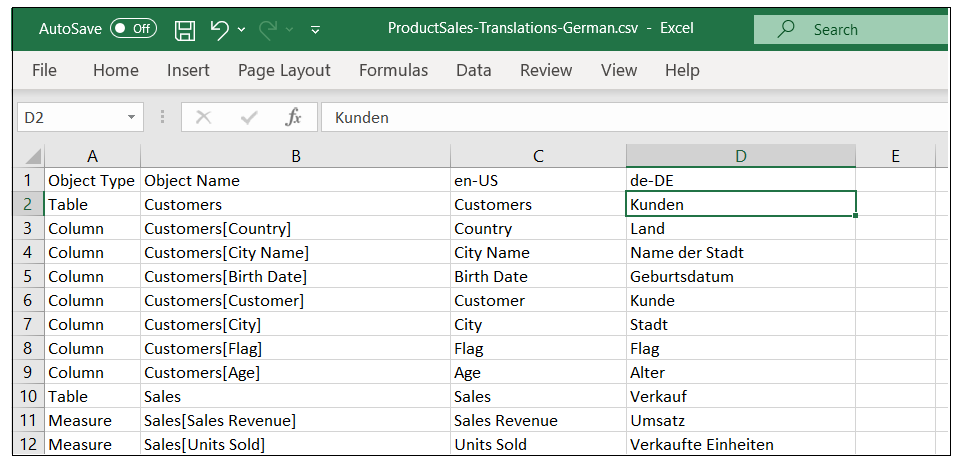 AutoSave Off ProductSales-Translations-German.csv - Excel Search
File Home Insert Page Layout Formulas Data Review View Help
D2 fx Kunden
A B C D E
1 Object Type Object Name en-US de-DE
2 Table Customers Customers Kunden
3 Column Customers[Country] Country Land
4 Column Customers[City Name] City Name Name der Stadt
5 Column Customers[Birth Date] Birth Date Geburtsdatum
6 Column Customers[Customer] Customer Kunde
7 Column Customers[City] City Stadt
8 Column Customers[Flag] Flag Flag
9 Column Customers[Age] Age Alter
10 Table Sales Sales Verkauf
11 Measure Sales[Sales Revenue] Sales Revenue Umsatz
12 Measure Sales[Units Sold] Units Sold Verkaufte Einheiten